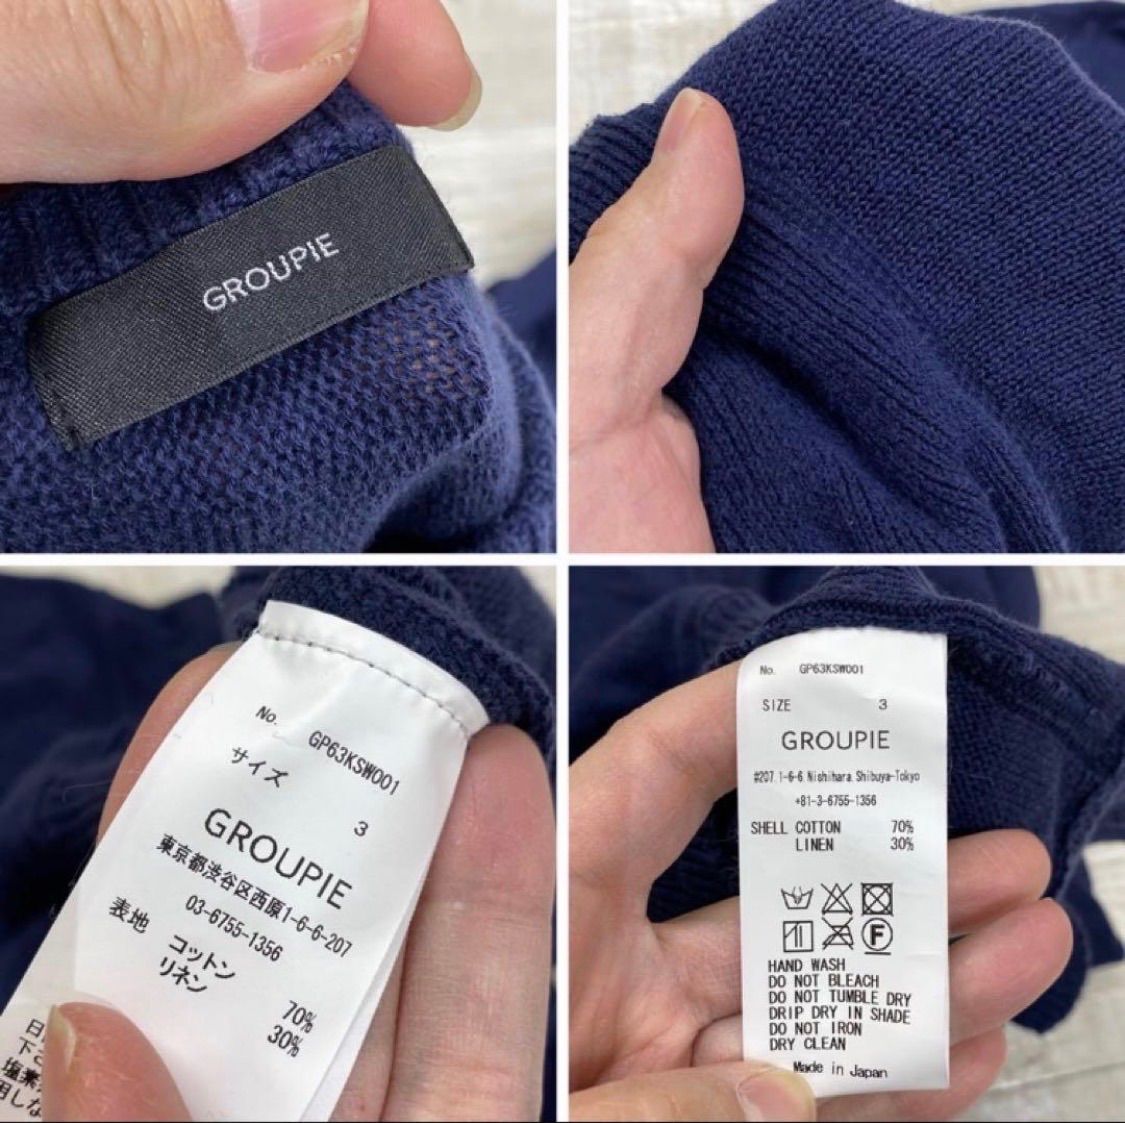 GROUPIE
No.
GP63KSW001
サイズ
3
GROUPIE
東京都渋谷区西原1-6-6-207
03-6755-1356
表地
コットン
70%
リネン
30%
No. GP63KSW001
SIZE 3
GROUPIE
#207 1-6-6 Nishihara Shibuya-Tokyo
+81-3-6755-1356
SHELL COTTON 70%
LINEN 30%
F
HAND WASH
DO NOT BLEACH
DO NOT TUMBLE DRY
DRIP DRY IN SHADE
DO NOT IRON
DRY CLEAN
Made in Japan